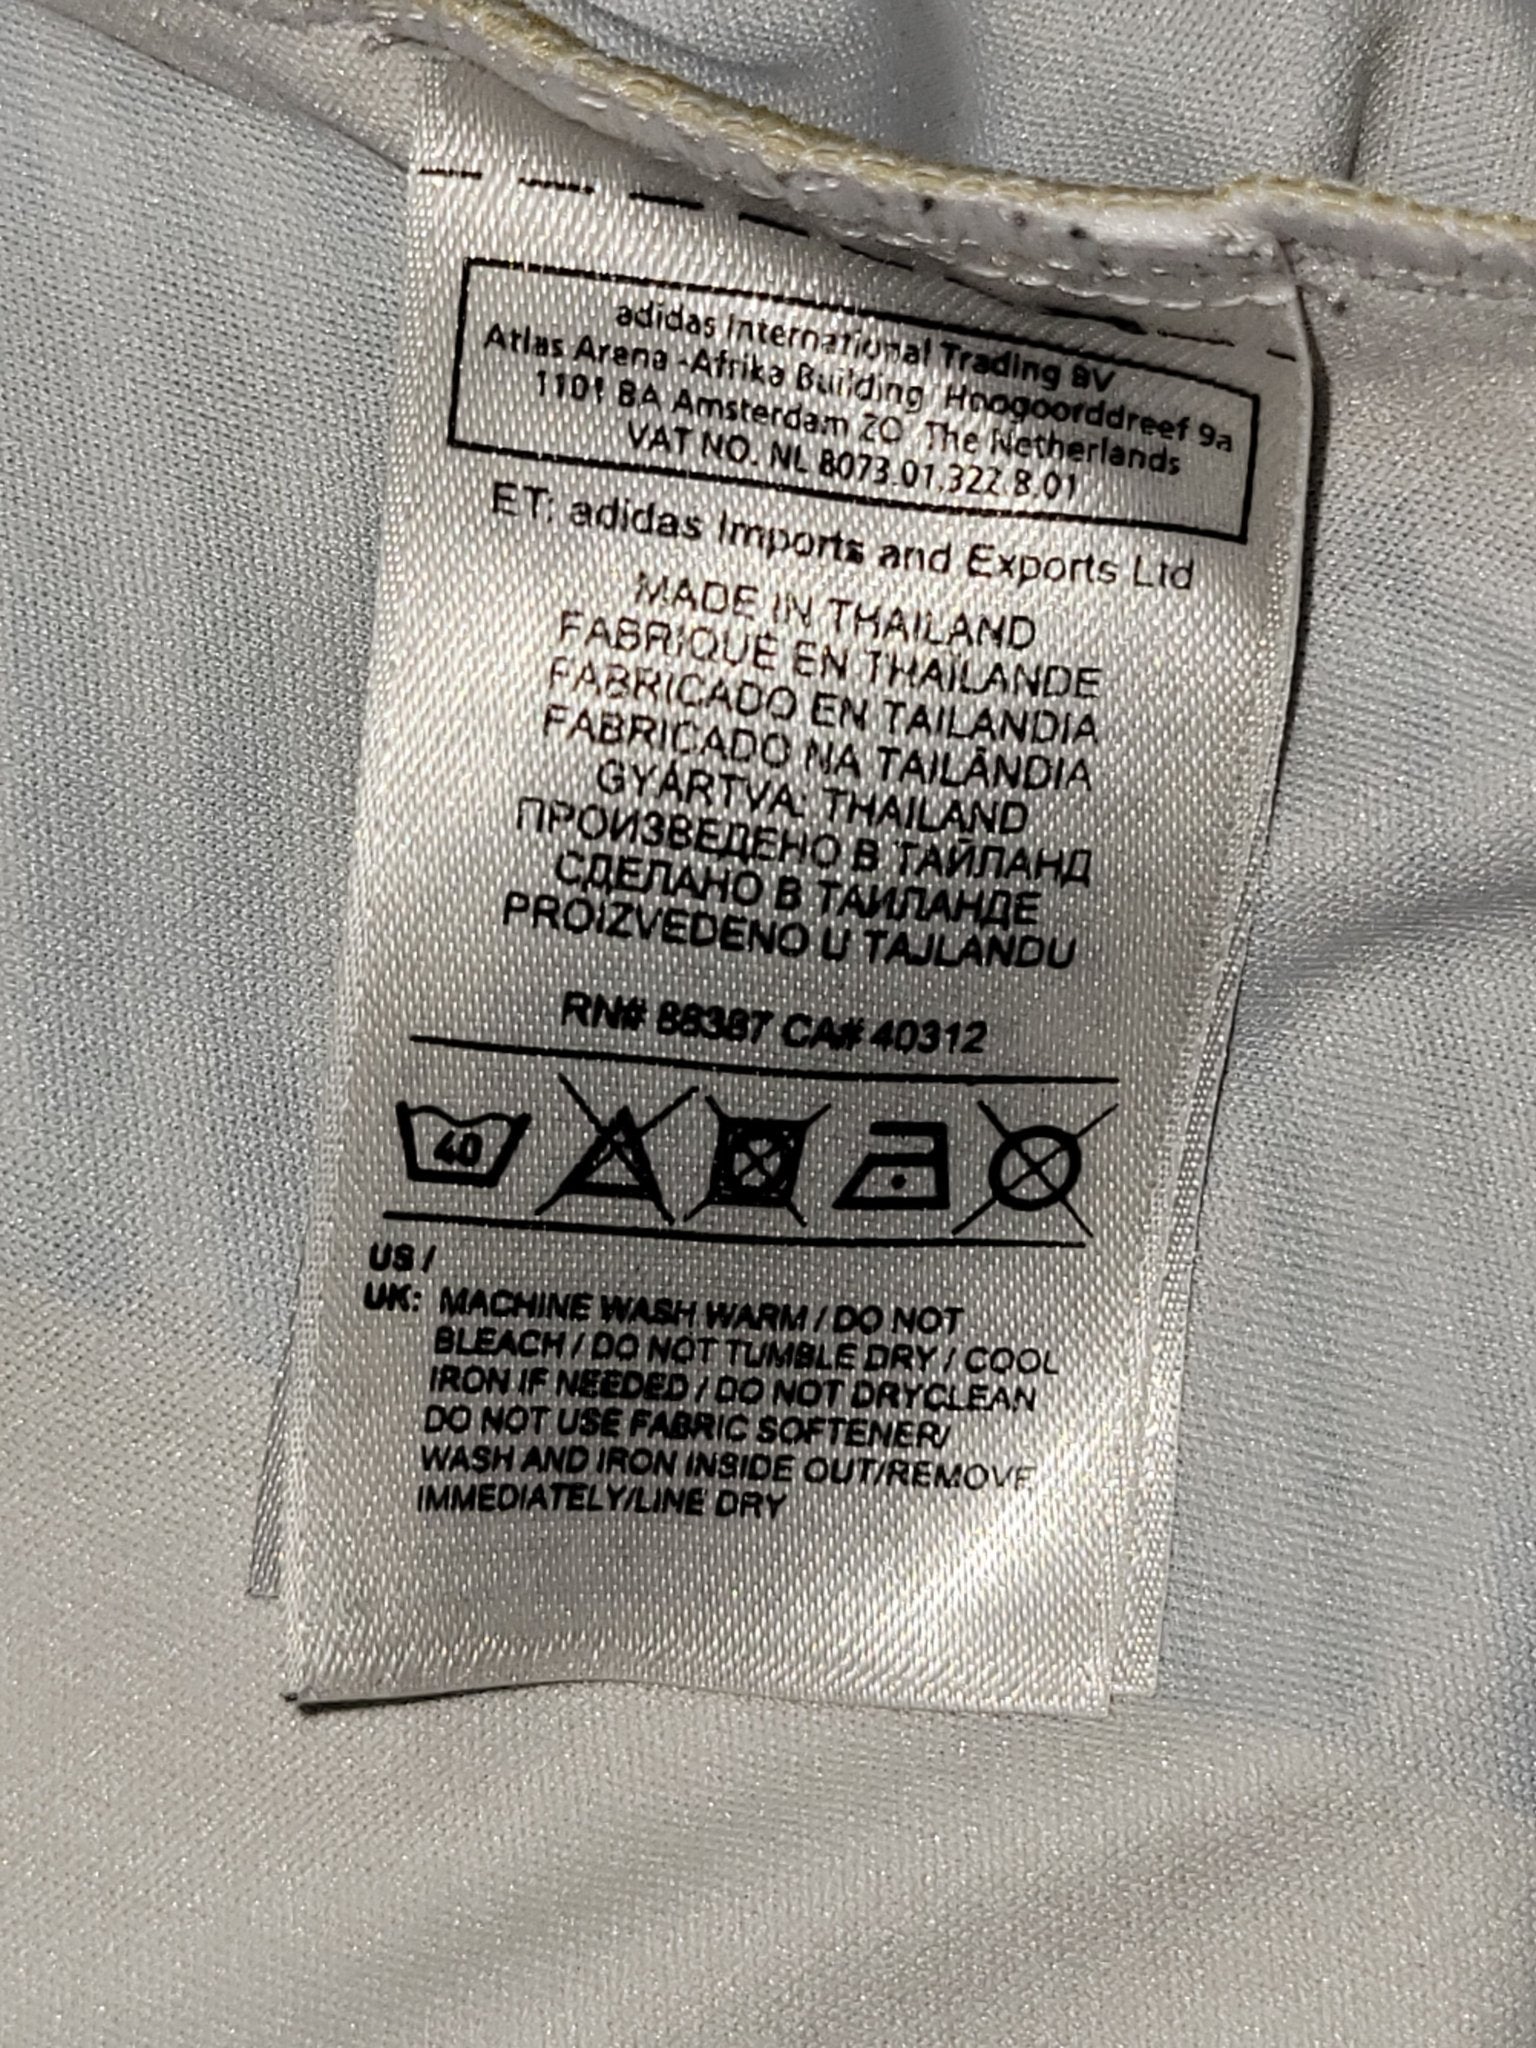 adidas International Trading BV
Atlas Arena -Afrika Building Hoogoorddreef 9a
1101 BA Amsterdam ZO The Netherlands
VAT NO. NL 8073.01.322.B.01
ET: adidas Imports and Exports Ltd
MADE IN THAILAND
FABRIQUÉ EN THAÏLANDE
FABRICADO EN TAILANDIA
FABRICADO NA TAILÂNDIA
GYÁRTVA: THAILAND
ПРОИЗВЕДЕНО В ТАЙЛАНД
СДЕЛАНО В ТАИЛАНДЕ
PROIZVEDENO U TAJLANDU
RN# 88387 CA# 40312
40
US /
UK: MACHINE WASH WARM / DO NOT
BLEACH / DO NOT TUMBLE DRY / COOL
IRON IF NEEDED / DO NOT DRYCLEAN
DO NOT USE FABRIC SOFTENER/
WASH AND IRON INSIDE OUT/REMOVE
IMMEDIATELY/LINE DRY